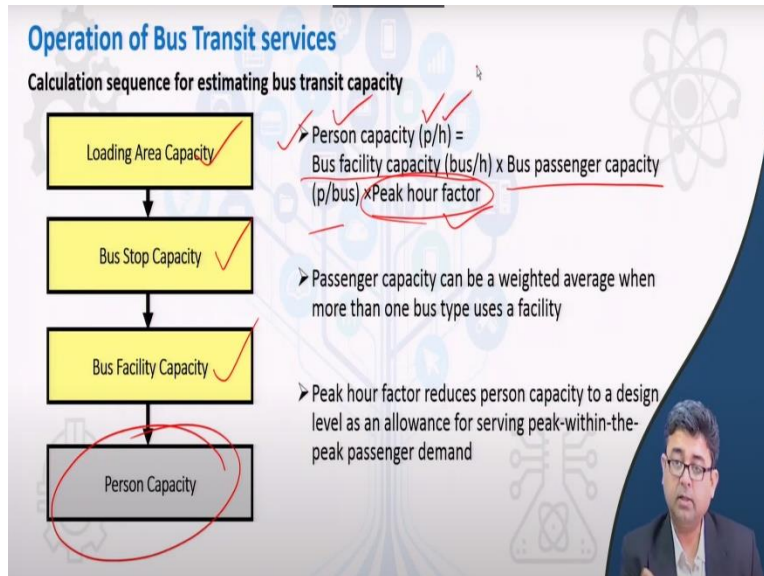 Operation of Bus Transit services
Calculation sequence for estimating bus transit capacity
Loading Area Capacity
Bus Stop Capacity
Bus Facility Capacity
Person Capacity
➢Person capacity (p/h) =
Bus facility capacity (bus/h) x Bus passenger capacity
(p/bus) xPeak hour factor
➢Passenger capacity can be a weighted average when
more than one bus type uses a facility
➢Peak hour factor reduces person capacity to a design
level as an allowance for serving peak-within-the-
peak passenger demand